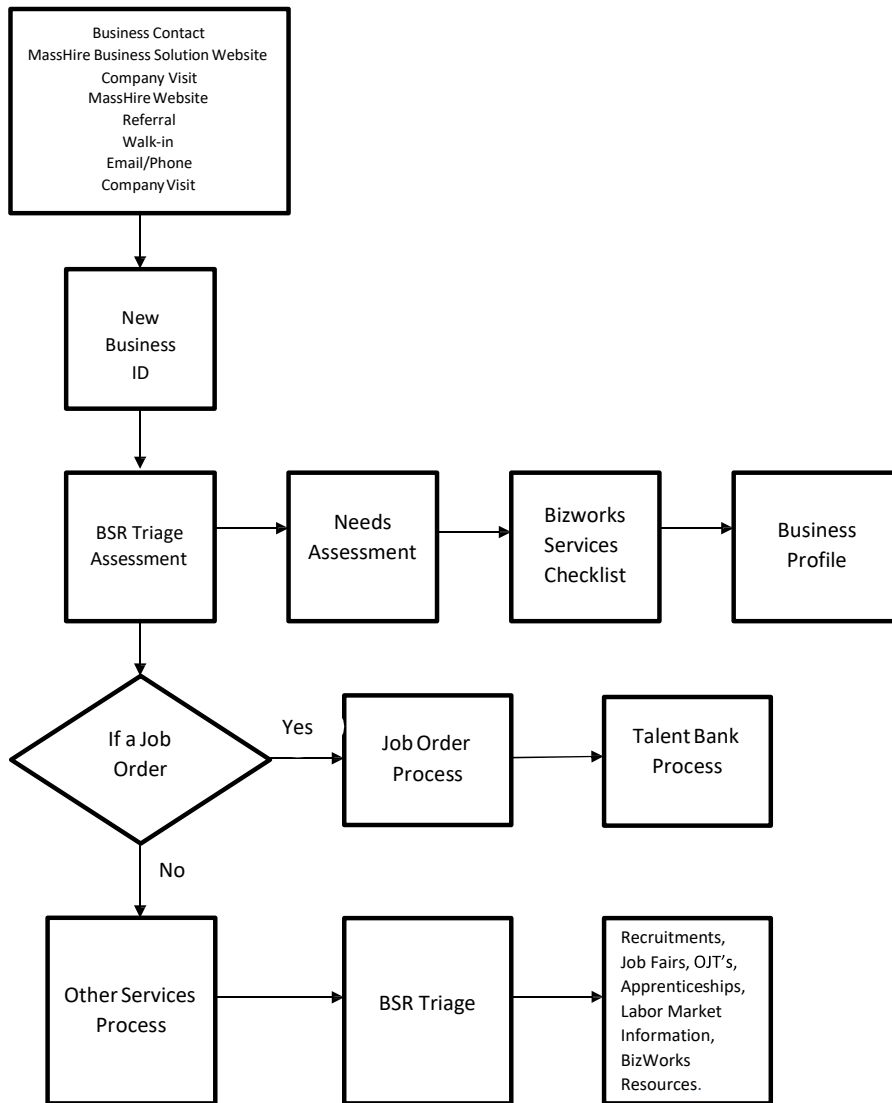 Business Contact
MassHire Business Solution Website
Company Visit
MassHire Website
Referral
Walk-in
Email/Phone
Company Visit
New
Business
ID
BSR Triage
Assessment
Needs
Assessment
Bizworks
Services
Checklist
Business
Profile
If a Job
Order
Yes
Job Order
Process
Talent Bank
Process
No
Other Services
Process
BSR Triage
Recruitments,
Job Fairs, OJT's,
Apprenticeships,
Labor Market
Information,
BizWorks
Resources.